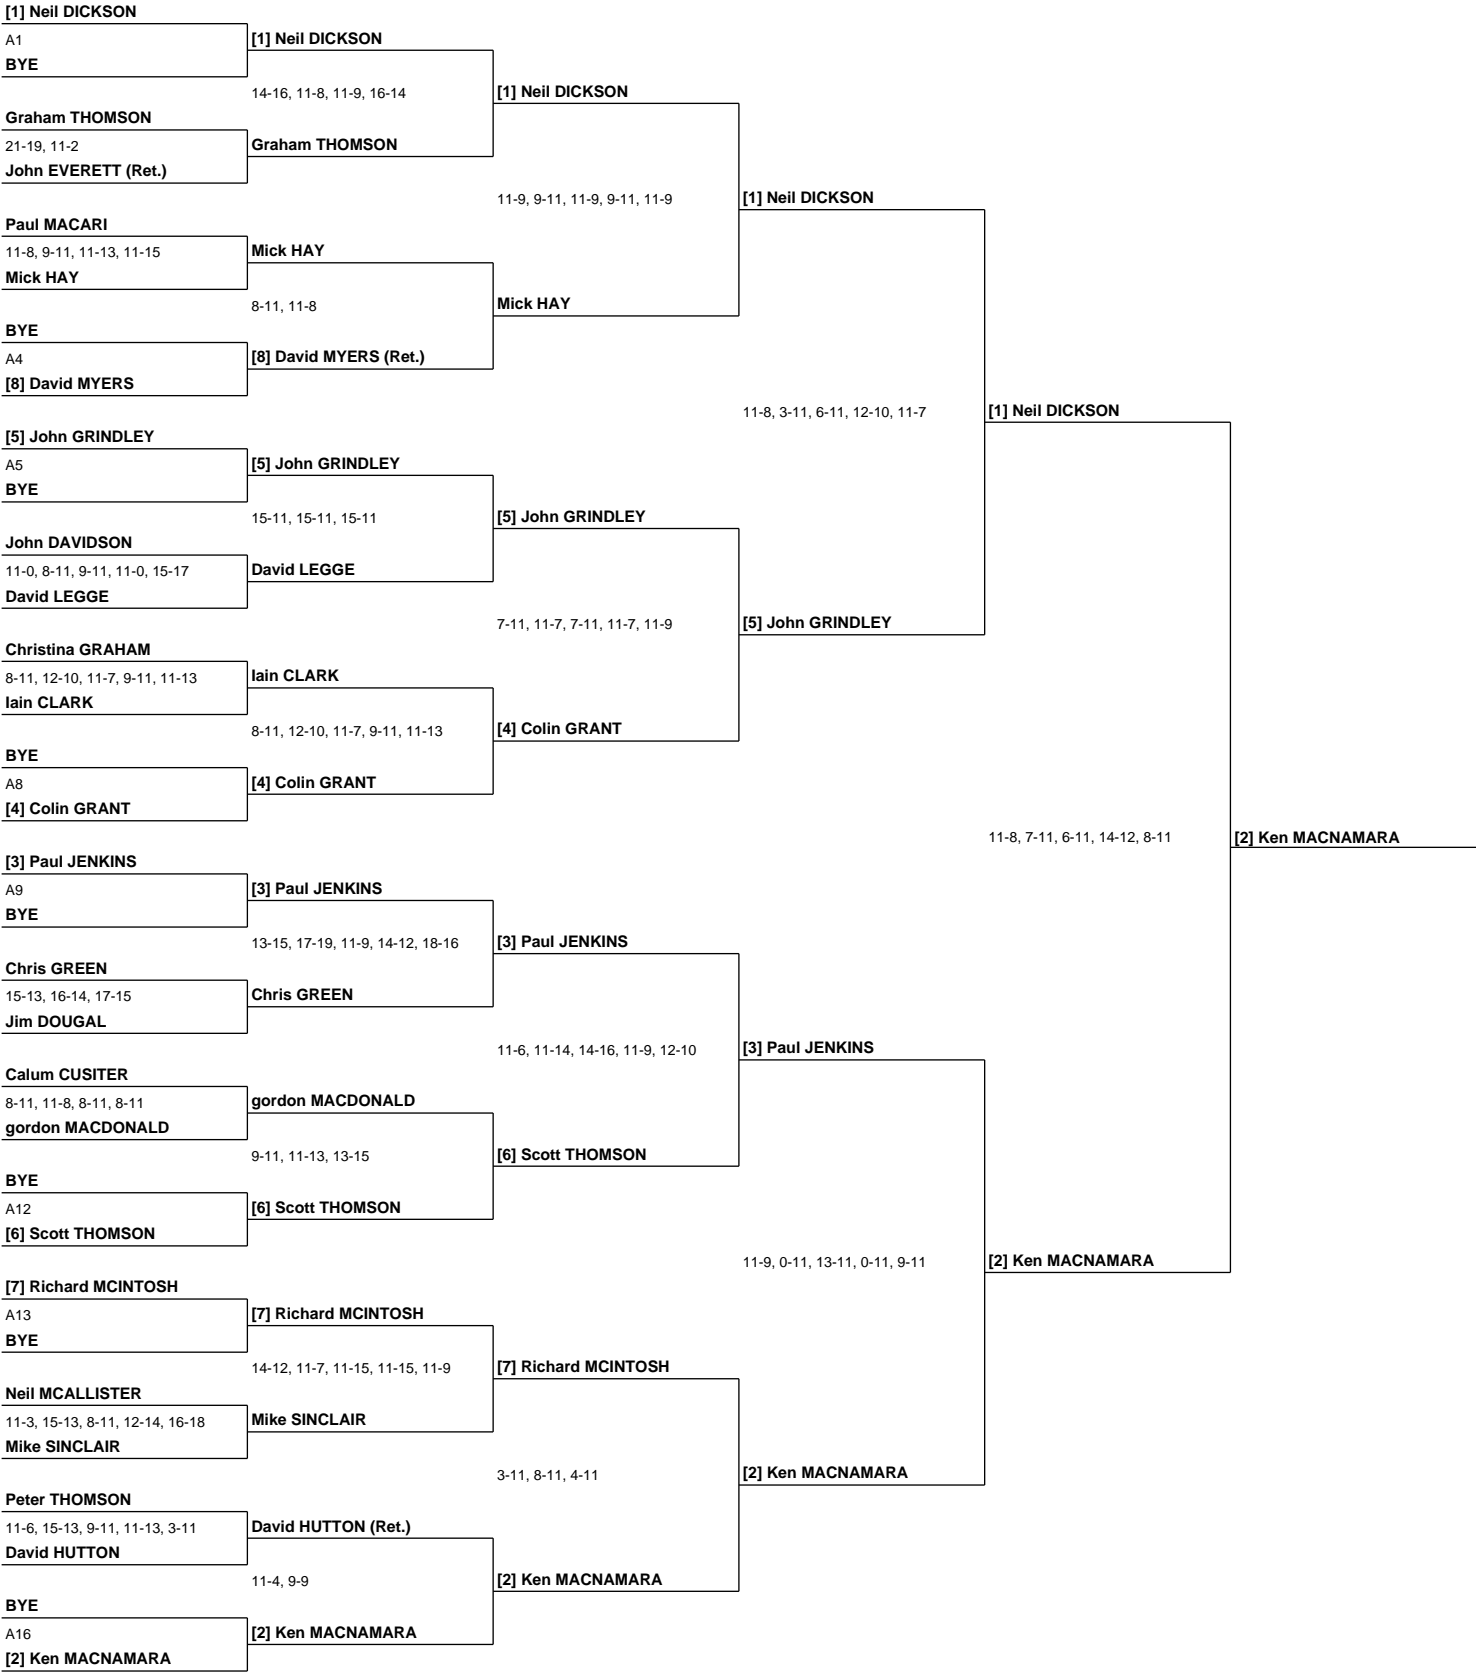 [1] Neil DICKSON
A1
BYE
Graham THOMSON
21-19, 11-2
John EVERETT (Ret.)
Paul MACARI
11-8, 9-11, 11-13, 11-15
Mick HAY
BYE
A4
[8] David MYERS
[5] John GRINDLEY
A5
BYE
John DAVIDSON
11-0, 8-11, 9-11, 11-0, 15-17
David LEGGE
Christina GRAHAM
8-11, 12-10, 11-7, 9-11, 11-13
Iain CLARK
BYE
A8
[4] Colin GRANT
[3] Paul JENKINS
A9
BYE
Chris GREEN
15-13, 16-14, 17-15
Jim DOUGAL
Calum CUSITER
8-11, 11-8, 8-11, 8-11
gordon MACDONALD
BYE
A12
[6] Scott THOMSON
[7] Richard MCINTOSH
A13
BYE
Neil MCALLISTER
11-3, 15-13, 8-11, 12-14, 16-18
Mike SINCLAIR
Peter THOMSON
11-6, 15-13, 9-11, 11-13, 3-11
David HUTTON
BYE
A16
[2] Ken MACNAMARA
[1] Neil DICKSON
14-16, 11-8, 11-9, 16-14
Graham THOMSON
Mick HAY
8-11, 11-8
[8] David MYERS (Ret.)
[5] John GRINDLEY
15-11, 15-11, 15-11
David LEGGE
Iain CLARK
8-11, 12-10, 11-7, 9-11, 11-13
[4] Colin GRANT
[3] Paul JENKINS
13-15, 17-19, 11-9, 14-12, 18-16
Chris GREEN
gordon MACDONALD
9-11, 11-13, 13-15
[6] Scott THOMSON
[7] Richard MCINTOSH
14-12, 11-7, 11-15, 11-15, 11-9
Mike SINCLAIR
David HUTTON (Ret.)
11-4, 9-9
[2] Ken MACNAMARA
[1] Neil DICKSON
11-9, 9-11, 11-9, 9-11, 11-9
Mick HAY
[5] John GRINDLEY
7-11, 11-7, 7-11, 11-7, 11-9
[4] Colin GRANT
[3] Paul JENKINS
11-6, 11-14, 14-16, 11-9, 12-10
[6] Scott THOMSON
[7] Richard MCINTOSH
3-11, 8-11, 4-11
[2] Ken MACNAMARA
[1] Neil DICKSON
11-8, 3-11, 6-11, 12-10, 11-7
[5] John GRINDLEY
[3] Paul JENKINS
11-9, 0-11, 13-11, 0-11, 9-11
[2] Ken MACNAMARA
[1] Neil DICKSON
11-8, 7-11, 6-11, 14-12, 8-11
[2] Ken MACNAMARA
[2] Ken MACNAMARA